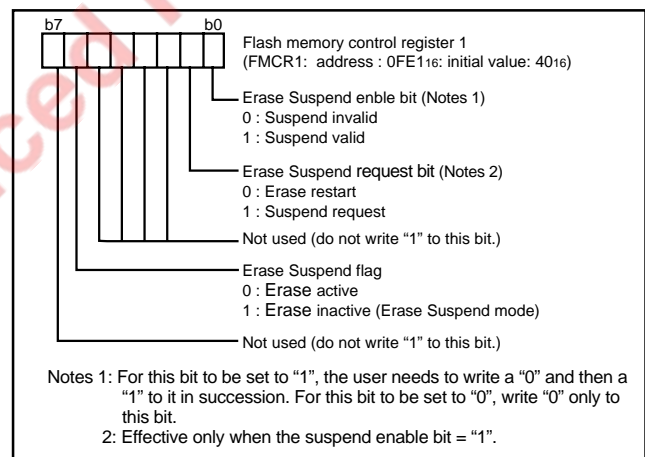 b7 b0
Flash memory control register 1
(FMCR1: address : 0FE116: initial value: 4016)
Erase Suspend enble bit (Notes 1)
0 : Suspend invalid
1 : Suspend valid
Erase Suspend request bit (Notes 2)
0 : Erase restart
1 : Suspend request
Not used (do not write “1” to this bit.)
Erase Suspend flag
0 : Erase active
1 : Erase inactive (Erase Suspend mode)
Not used (do not write “1” to this bit.)
Notes 1: For this bit to be set to “1”, the user needs to write a “0” and then a
“1” to it in succession. For this bit to be set to “0”, write “0” only to
this bit.
2: Effective only when the suspend enable bit = “1”.